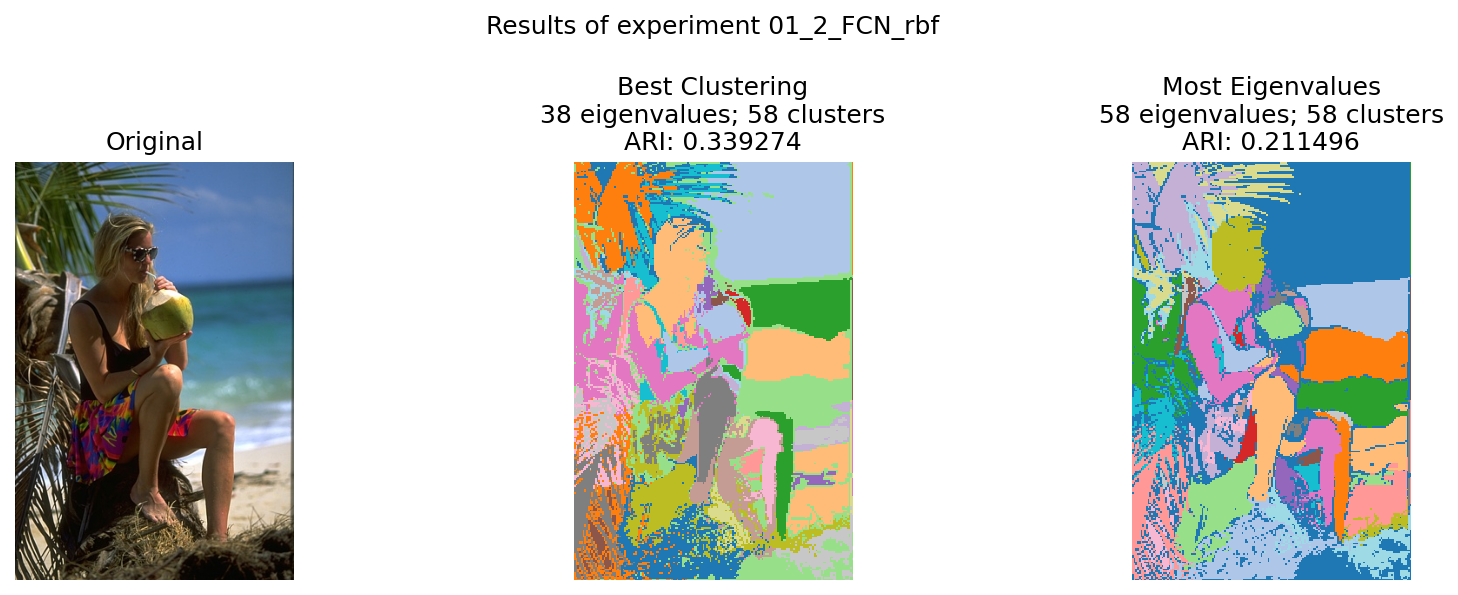 Results of experiment 01_2_FCN_rbf
Original
Best Clustering
38 eigenvalues; 58 clusters
ARI: 0.339274
Most Eigenvalues
58 eigenvalues; 58 clusters
ARI: 0.211496